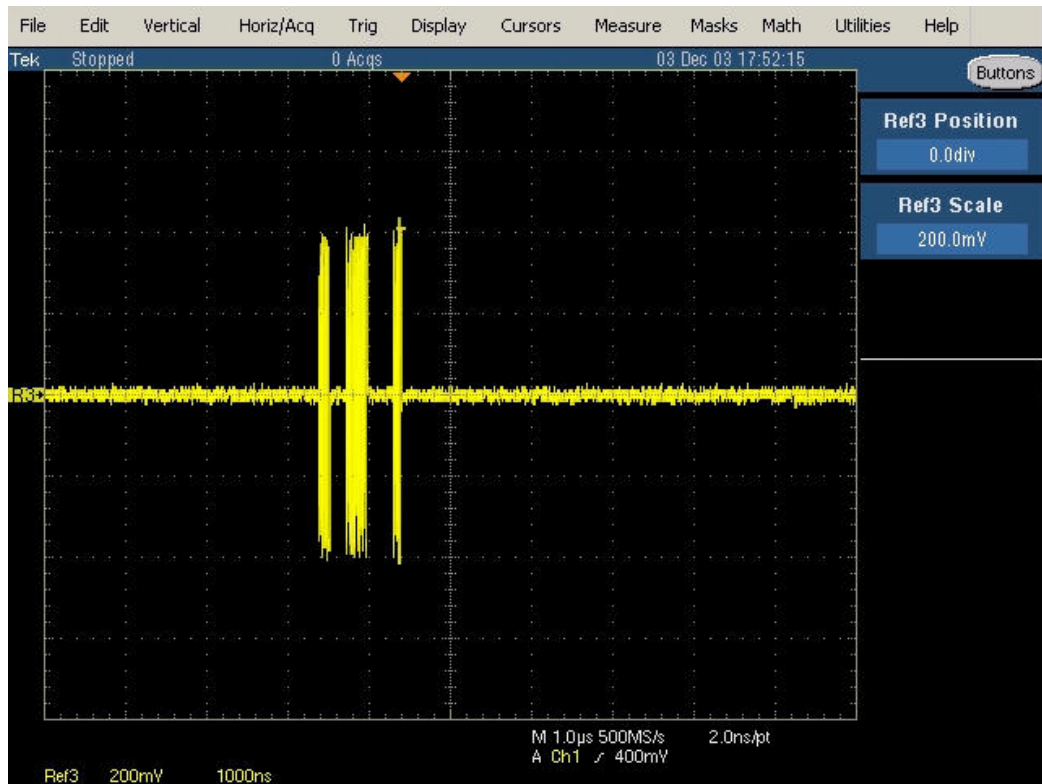 File Edit Vertical Horiz/Acq Trig Display Cursors Measure Masks Math Utilities Help
Tek Stopped 0 Acqs 03 Dec 03 17:52:15
Buttons
Ref3 Position
0.0div
Ref3 Scale
200.0mV
R3
M 1.0µs 500MS/s 2.0ns/pt
A Ch1 400mV
Ref3 200mV 1000ns